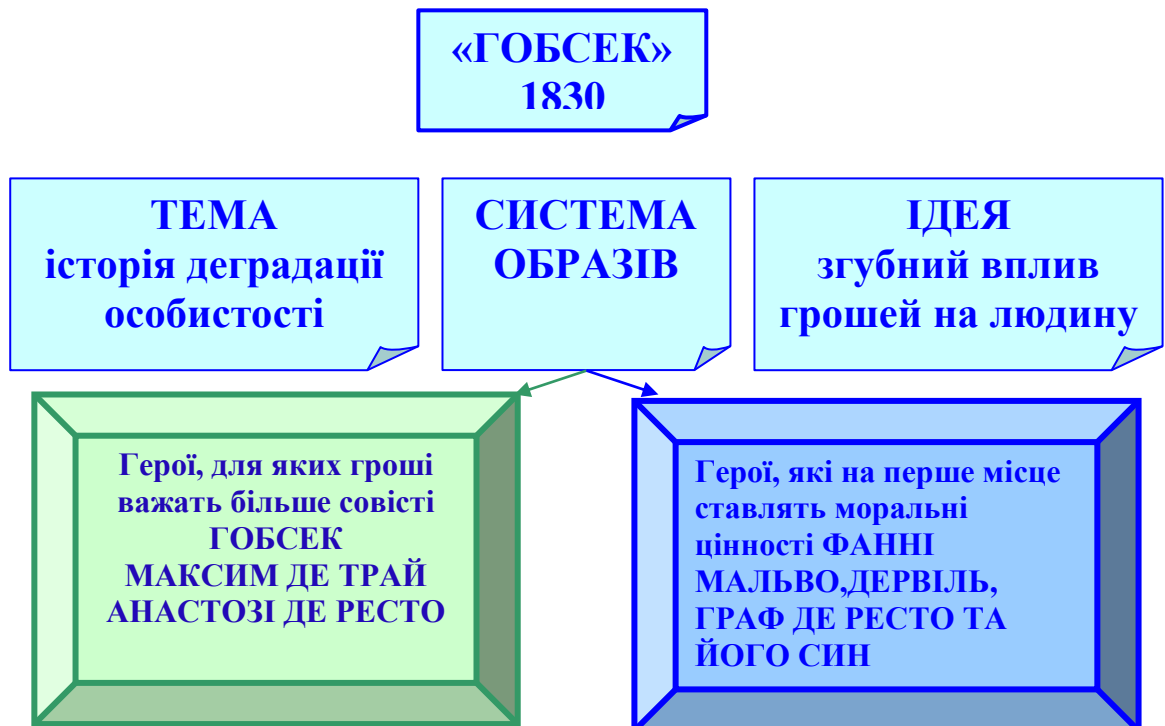 «ГОБСЕК»
1830
ТЕМА
історія деградації
особистості
СИСТЕМА
ОБРАЗІВ
ІДЕЯ
згубний вплив
грошей на людину
Герої, для яких гроші
важать більше совісті
ГОБСЕК
МАКСИМ ДЕ ТРАЙ
АНАСТОЗІ ДЕ РЕСТО
Герої, які на перше місце
ставлять моральні
цінності ФАННІ
МАЛЬВО,ДЕРВІЛЬ,
ГРАФ ДЕ РЕСТО ТА
ЙОГО СИН